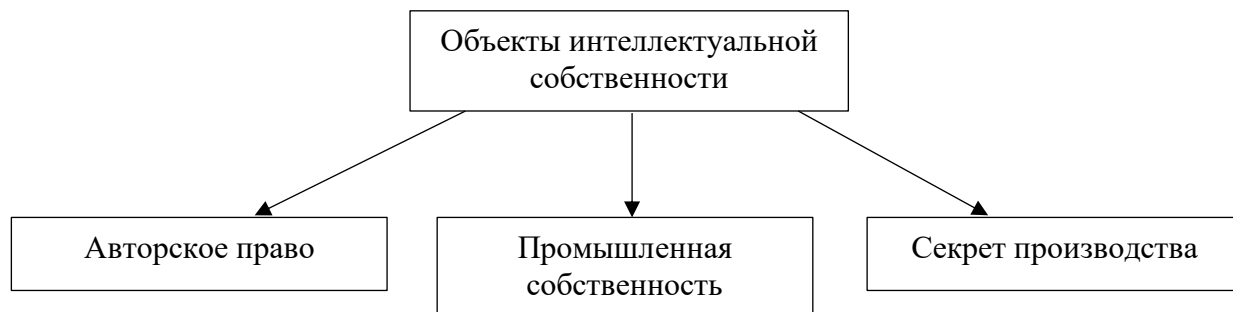 Объекты интеллектуальной
собственности
Авторское право
Промышленная
собственность
Секрет производства